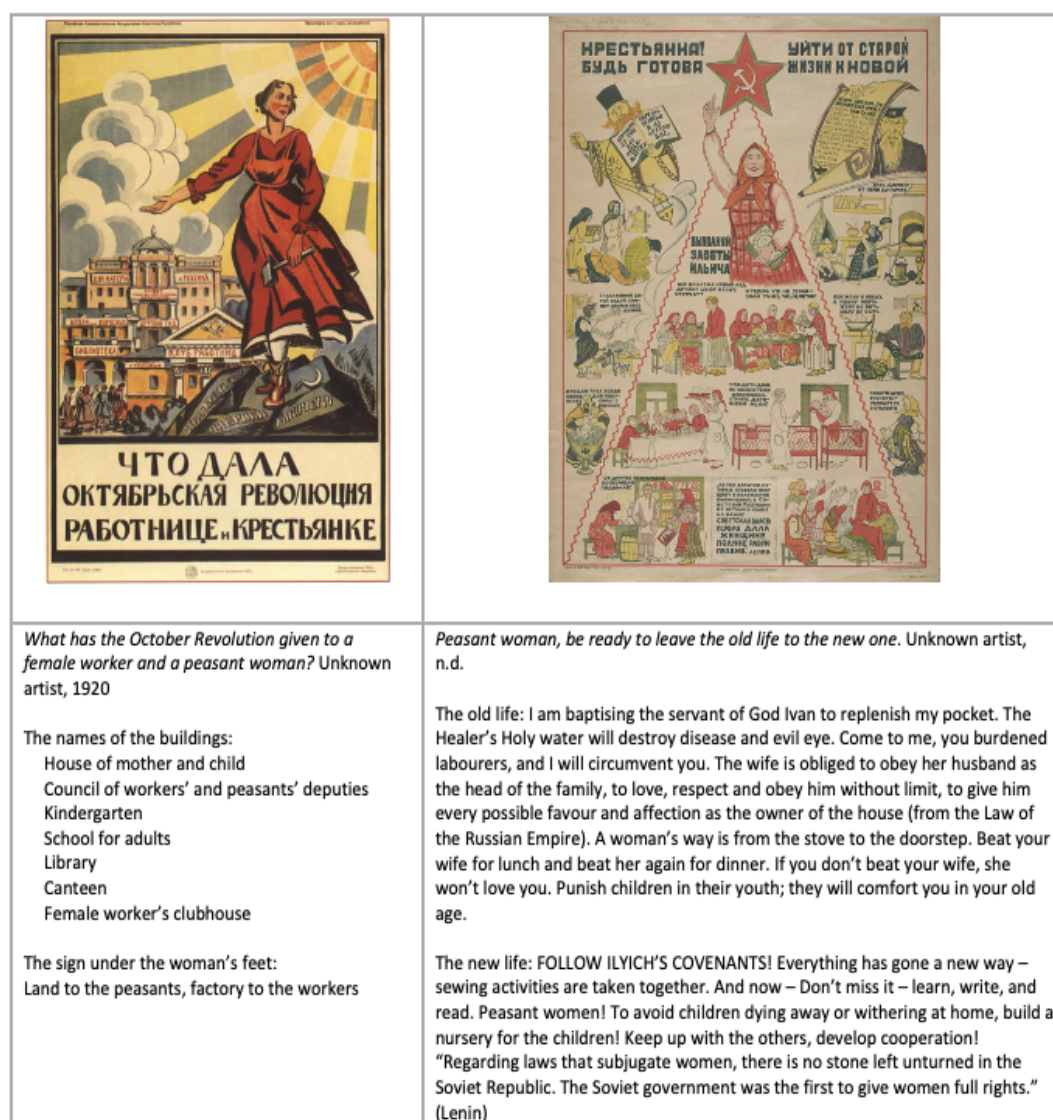 КРЕСТЬЯНКА!
БУДЬ ГОТОВА
УЙТИ ОТ СТАРОЙ
ЖИЗНИ К НОВОЙ
ВЫПОЛНЯЙ
ЗАВЕТЫ
ИЛЬИЧА
БИБЛИОТЕКА
КЛУБ РАБОТНИЦ
ЧТО ДАЛА
ОКТЯБРЬСКАЯ РЕВОЛЮЦИЯ
РАБОТНИЦЕ и КРЕСТЬЯНКЕ
What has the October Revolution given to a
female worker and a peasant woman? Unknown
artist, 1920
The names of the buildings:
House of mother and child
Council of workers’ and peasants’ deputies
Kindergarten
School for adults
Library
Canteen
Female worker’s clubhouse
The sign under the woman’s feet:
Land to the peasants, factory to the workers
Peasant woman, be ready to leave the old life to the new one. Unknown artist,
n.d.
The old life: I am baptising the servant of God Ivan to replenish my pocket. The
Healer’s Holy water will destroy disease and evil eye. Come to me, you burdened
labourers, and I will circumvent you. The wife is obliged to obey her husband as
the head of the family, to love, respect and obey him without limit, to give him
every possible favour and affection as the owner of the house (from the Law of
the Russian Empire). A woman’s way is from the stove to the doorstep. Beat your
wife for lunch and beat her again for dinner. If you don’t beat your wife, she
won’t love you. Punish children in their youth; they will comfort you in your old
age.
The new life: FOLLOW ILYICH’S COVENANTS! Everything has gone a new way –
sewing activities are taken together. And now – Don’t miss it – learn, write, and
read. Peasant women! To avoid children dying away or withering at home, build a
nursery for the children! Keep up with the others, develop cooperation!
“Regarding laws that subjugate women, there is no stone left unturned in the
Soviet Republic. The Soviet government was the first to give women full rights.”
(Lenin)